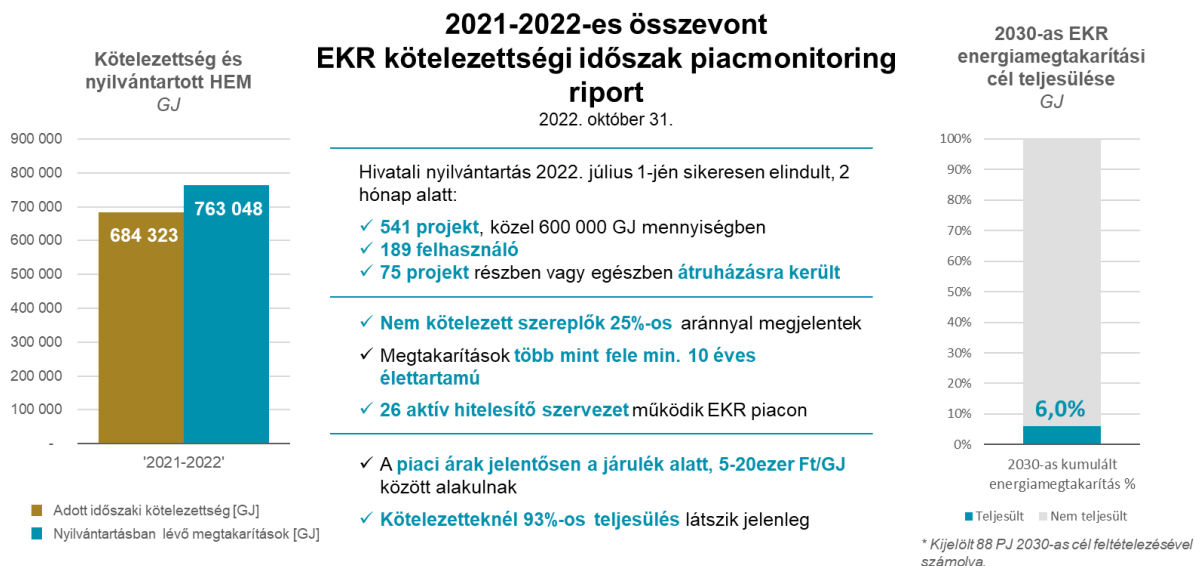 2021-2022-es összevont
EKR kötelezettségi időszak piacmonitoring
riport
2022. október 31.
Kötelezettség és
nyilvántartott HEM
GJ
900 000
800 000
700 000
600 000
500 000
400 000
300 000
200 000
100 000
-
684 323
763 048
'2021-2022'
Adott időszaki kötelezettség [GJ]
Nyilvántartásban lévő megtakarítások [GJ]
Hivatali nyilvántartás 2022. július 1-jén sikeresen elindult, 2
hónap alatt:
✓ 541 projekt, közel 600 000 GJ mennyiségben
✓ 189 felhasználó
✓ 75 projekt részben vagy egészben átruházásra került
✓ Nem kötelezett szereplők 25%-os aránnyal megjelentek
✓ Megtakarítások több mint fele min. 10 éves
élettartamú
✓ 26 aktív hitelesítő szervezet működik EKR piacon
✓ A piaci árak jelentősen a járulék alatt, 5-20ezer Ft/GJ
között alakulnak
✓ Kötelezetteknél 93%-os teljesülés látszik jelenleg
2030-as EKR
energiamegtakarítási
cél teljesülése
GJ
100%
90%
80%
70%
60%
50%
40%
30%
20%
10%
0%
6,0%
2030-as kumulált
energiamegtakarítás %
Teljesült
Nem teljesült
* Kijelölt 88 PJ 2030-as cél feltételezésével
számolva.